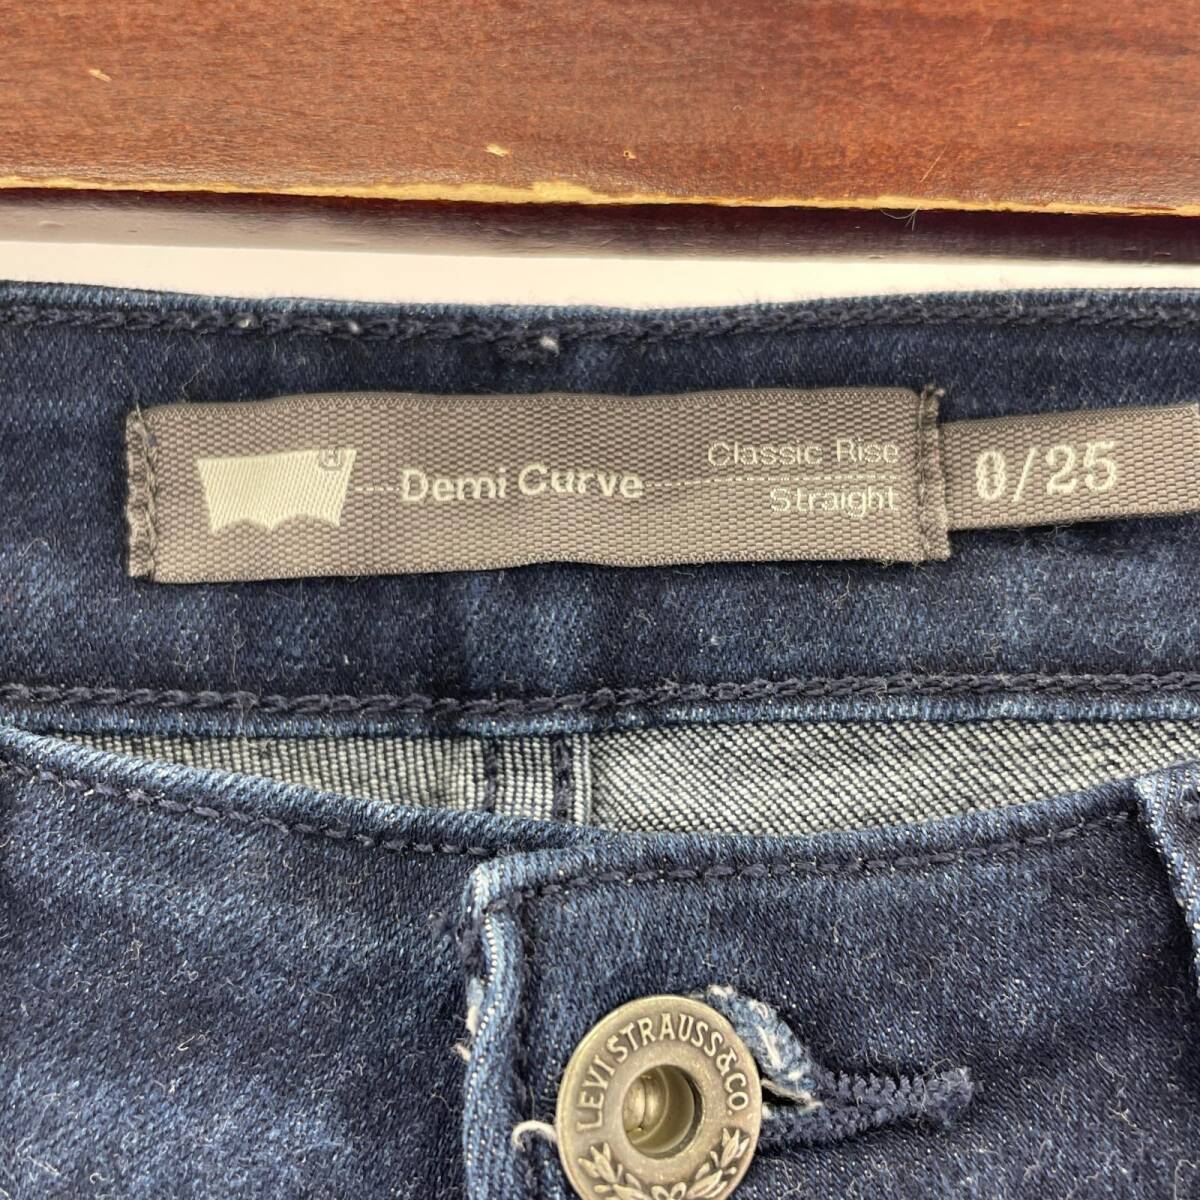 Demi Curve
Classic Rise
Straight
0/25
LEVI STRAUSS & CO.